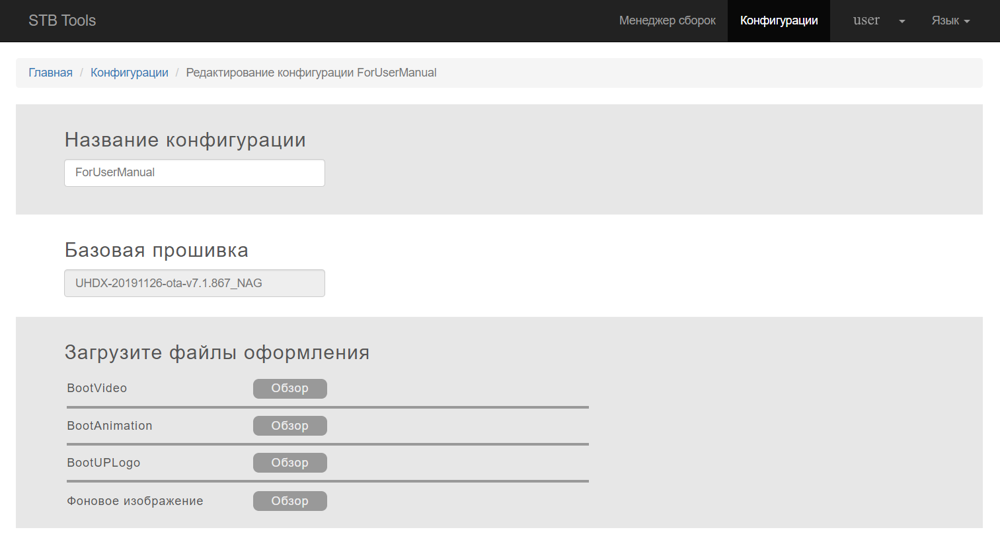 STB Tools Менеджер сборок Конфигурации user Язык
Главная / Конфигурации / Редактирование конфигурации ForUserManual
Название конфигурации
ForUserManual
Базовая прошивка
UHDX-20191126-ota-v7.1.867_NAG
Загрузите файлы оформления
BootVideo Обзор
BootAnimation Обзор
BootUPLogo Обзор
Фоновое изображение Обзор